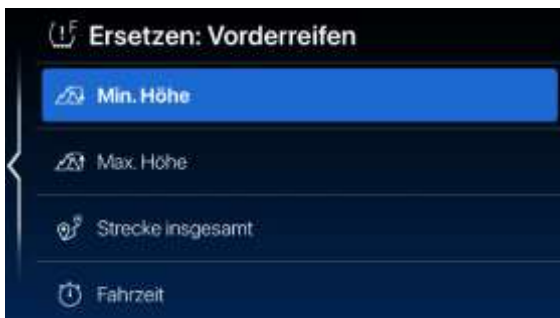 Ersetzen: Vorderreifen
Min. Höhe
Max. Höhe
Strecke insgesamt
Fahrzeit